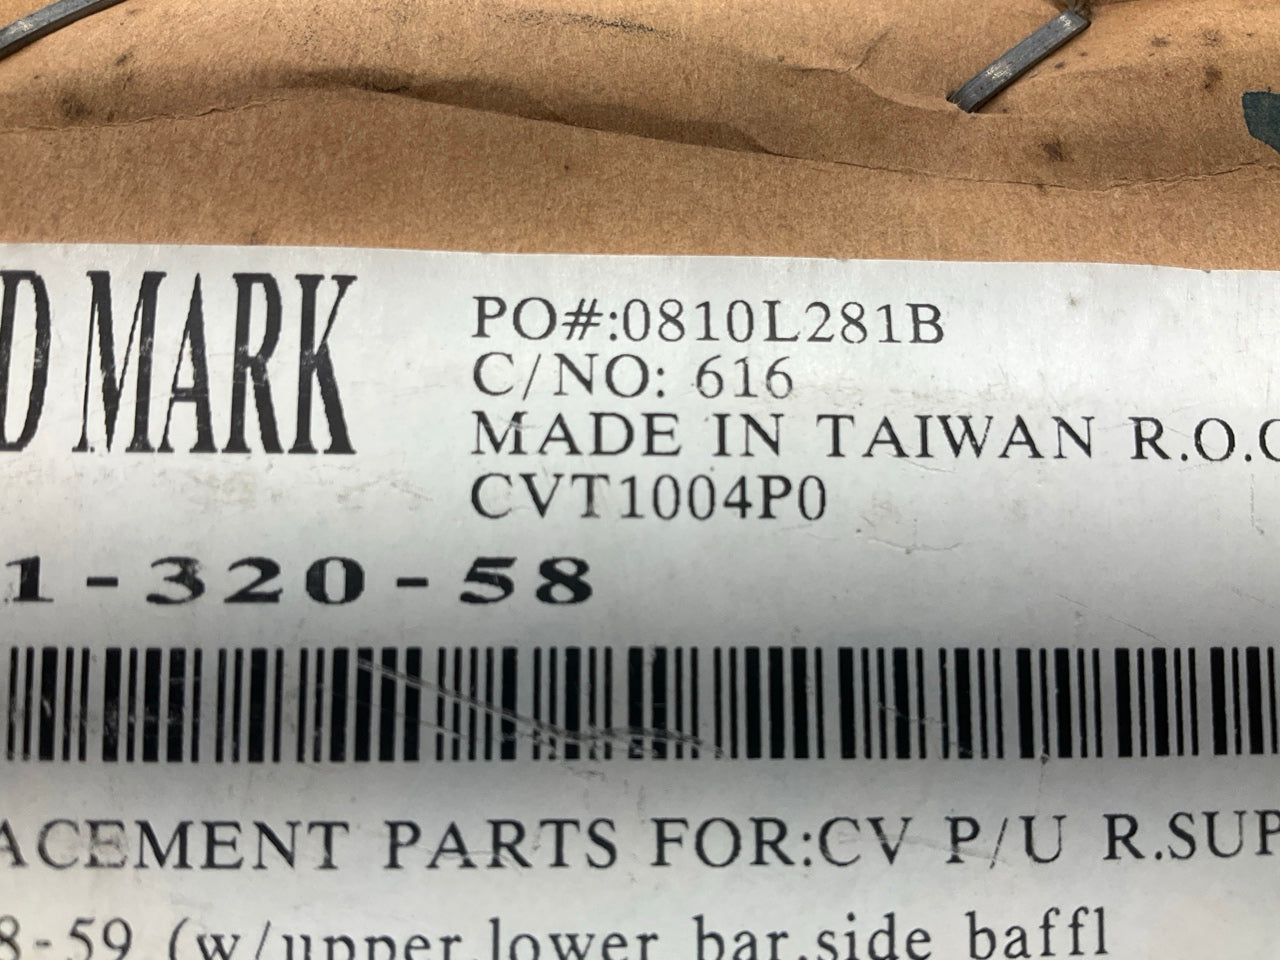 D MARK
PO#:0810L281B
C/NO: 616
MADE IN TAIWAN R.O.C
CVT1004P0
1-320-58
ACEMENT PARTS FOR:CV P/U R.SUP
8-59 (w/upper,lower bar,side baffl